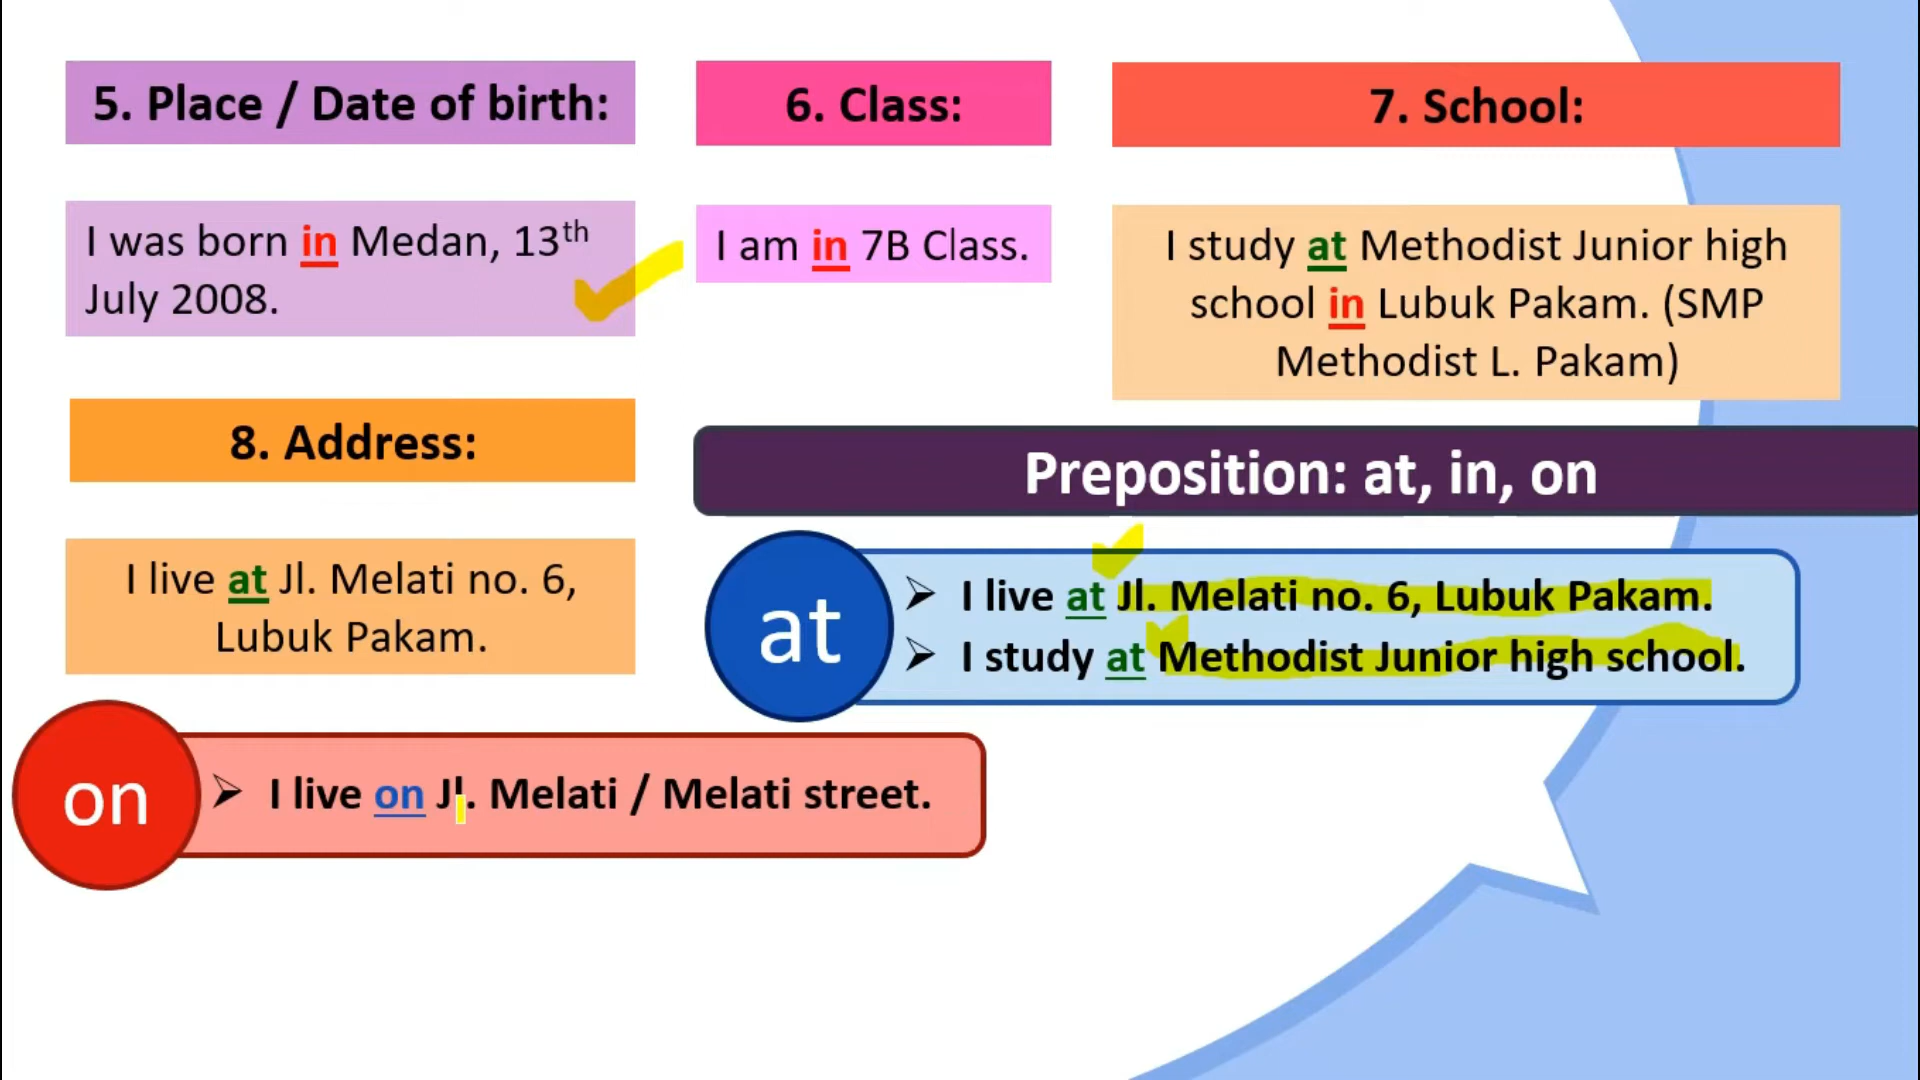 5. Place / Date of birth:
I was born in Medan, 13th
July 2008.
6. Class:
I am in 7B Class.
7. School:
I study at Methodist Junior high
school in Lubuk Pakam. (SMP
Methodist L. Pakam)
8. Address:
I live at Jl. Melati no. 6,
Lubuk Pakam.
Preposition: at, in, on
at
➢ I live at Jl. Melati no. 6, Lubuk Pakam.
➢ I study at Methodist Junior high school.
on
➢ I live on Jl. Melati / Melati street.